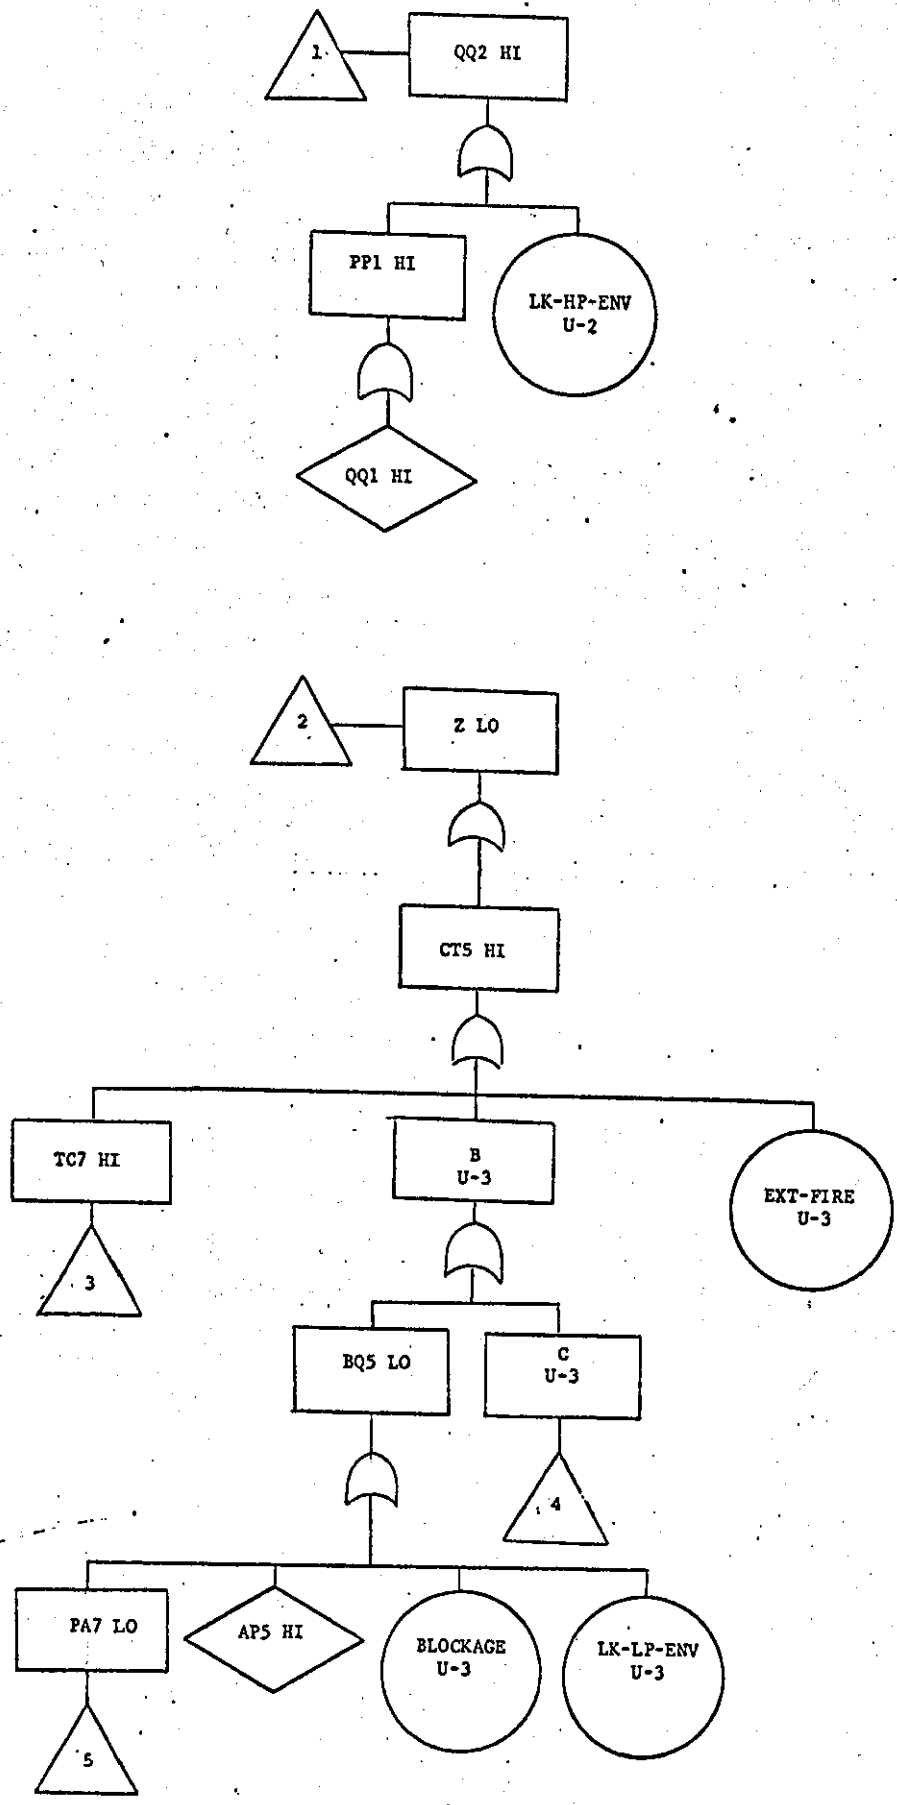 1
QQ2 HI
PP1 HI
LK-HP-ENV
U-2
QQ1 HI
2
Z LO
CT5 HI
TC7 HI
B
U-3
EXT-FIRE
U-3
3
BQ5 LO
C
U-3
4
PA7 LO
AP5 HI
BLOCKAGE
U-3
LK-LP-ENV
U-3
5